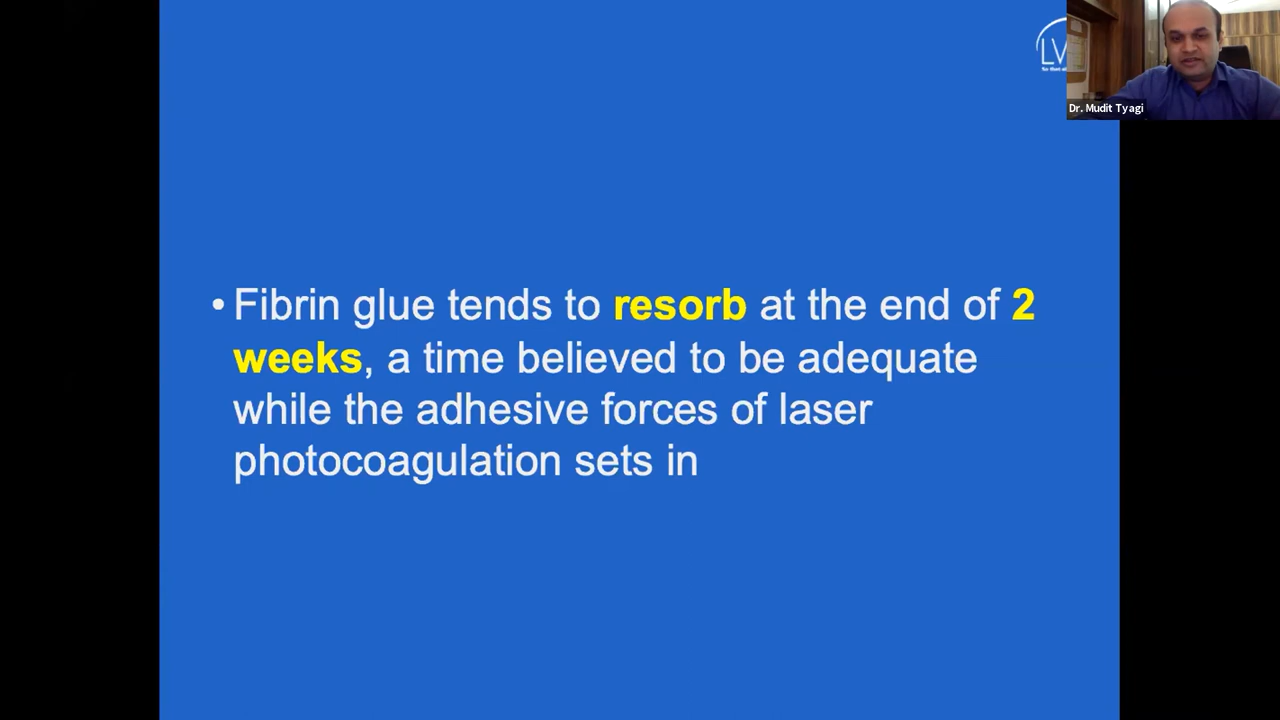 LV
Dr. Mudit Tyagi
• Fibrin glue tends to resorb at the end of 2
weeks, a time believed to be adequate
while the adhesive forces of laser
photocoagulation sets in